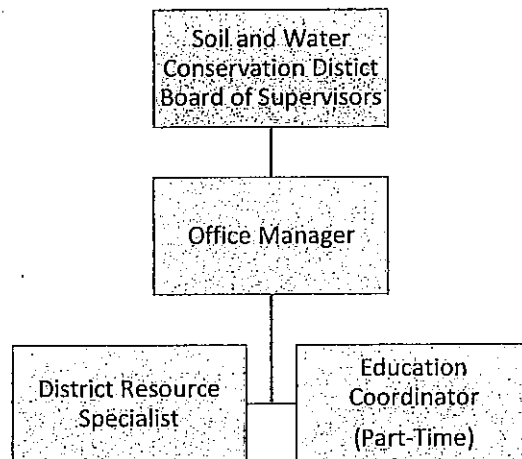 Soil and Water
Conservation Distict
Board of Supervisors
Office Manager
District Resource
Specialist
Education
Coordinator
(Part-Time)